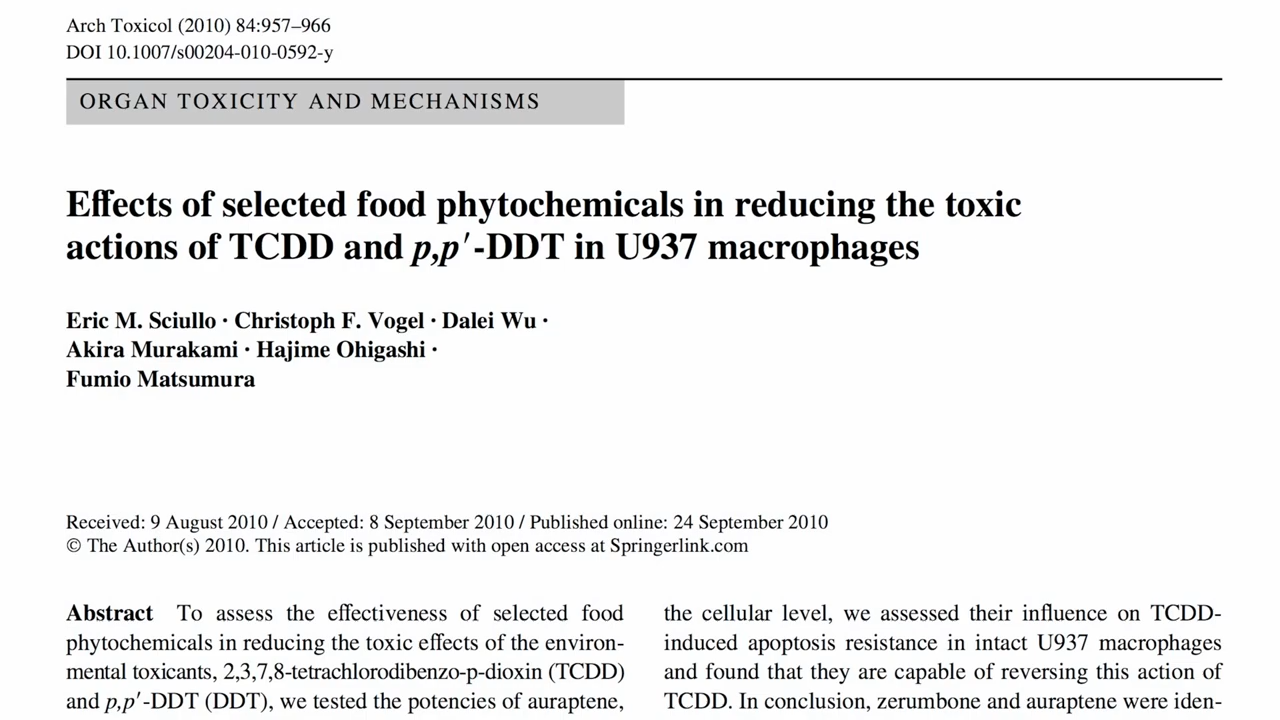 Arch Toxicol (2010) 84:957–966
DOI 10.1007/s00204-010-0592-y
ORGAN TOXICITY AND MECHANISMS
Effects of selected food phytochemicals in reducing the toxic
actions of TCDD and p,p′-DDT in U937 macrophages
Eric M. Sciullo · Christoph F. Vogel · Dalei Wu ·
Akira Murakami · Hajime Ohigashi ·
Fumio Matsumura
Received: 9 August 2010 / Accepted: 8 September 2010 / Published online: 24 September 2010
© The Author(s) 2010. This article is published with open access at Springerlink.com
Abstract To assess the effectiveness of selected food
phytochemicals in reducing the toxic effects of the environ-
mental toxicants, 2,3,7,8-tetrachlorodibenzo-p-dioxin (TCDD)
and p,p′-DDT (DDT), we tested the potencies of auraptene,
the cellular level, we assessed their influence on TCDD-
induced apoptosis resistance in intact U937 macrophages
and found that they are capable of reversing this action of
TCDD. In conclusion, zerumbone and auraptene were iden-